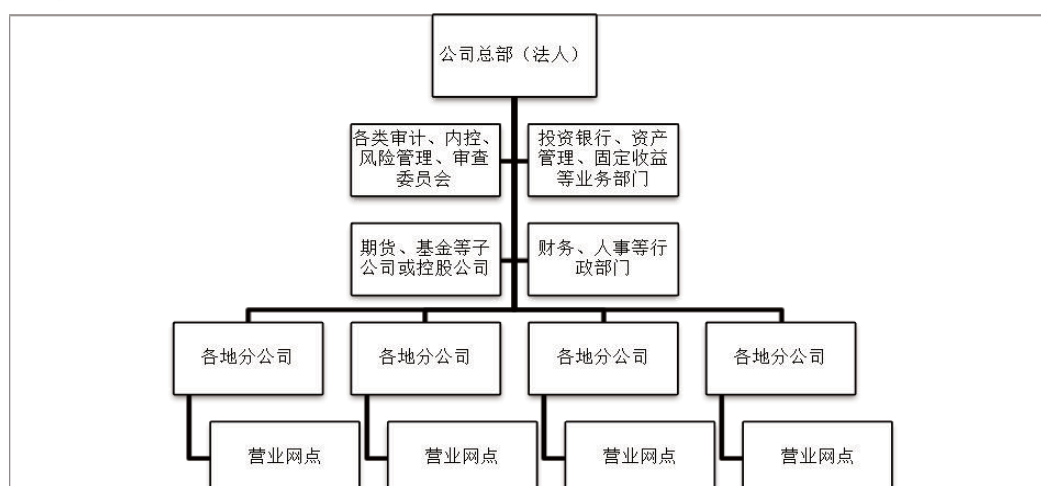 公司总部（法人）
各类审计、内控、
风险管理、审查
委员会
投资银行、资产
管理、固定收益
等业务部门
期货、基金等子
公司或控股公司
财务、人事等行
政部门
各地分公司
各地分公司
各地分公司
各地分公司
营业网点
营业网点
营业网点
营业网点